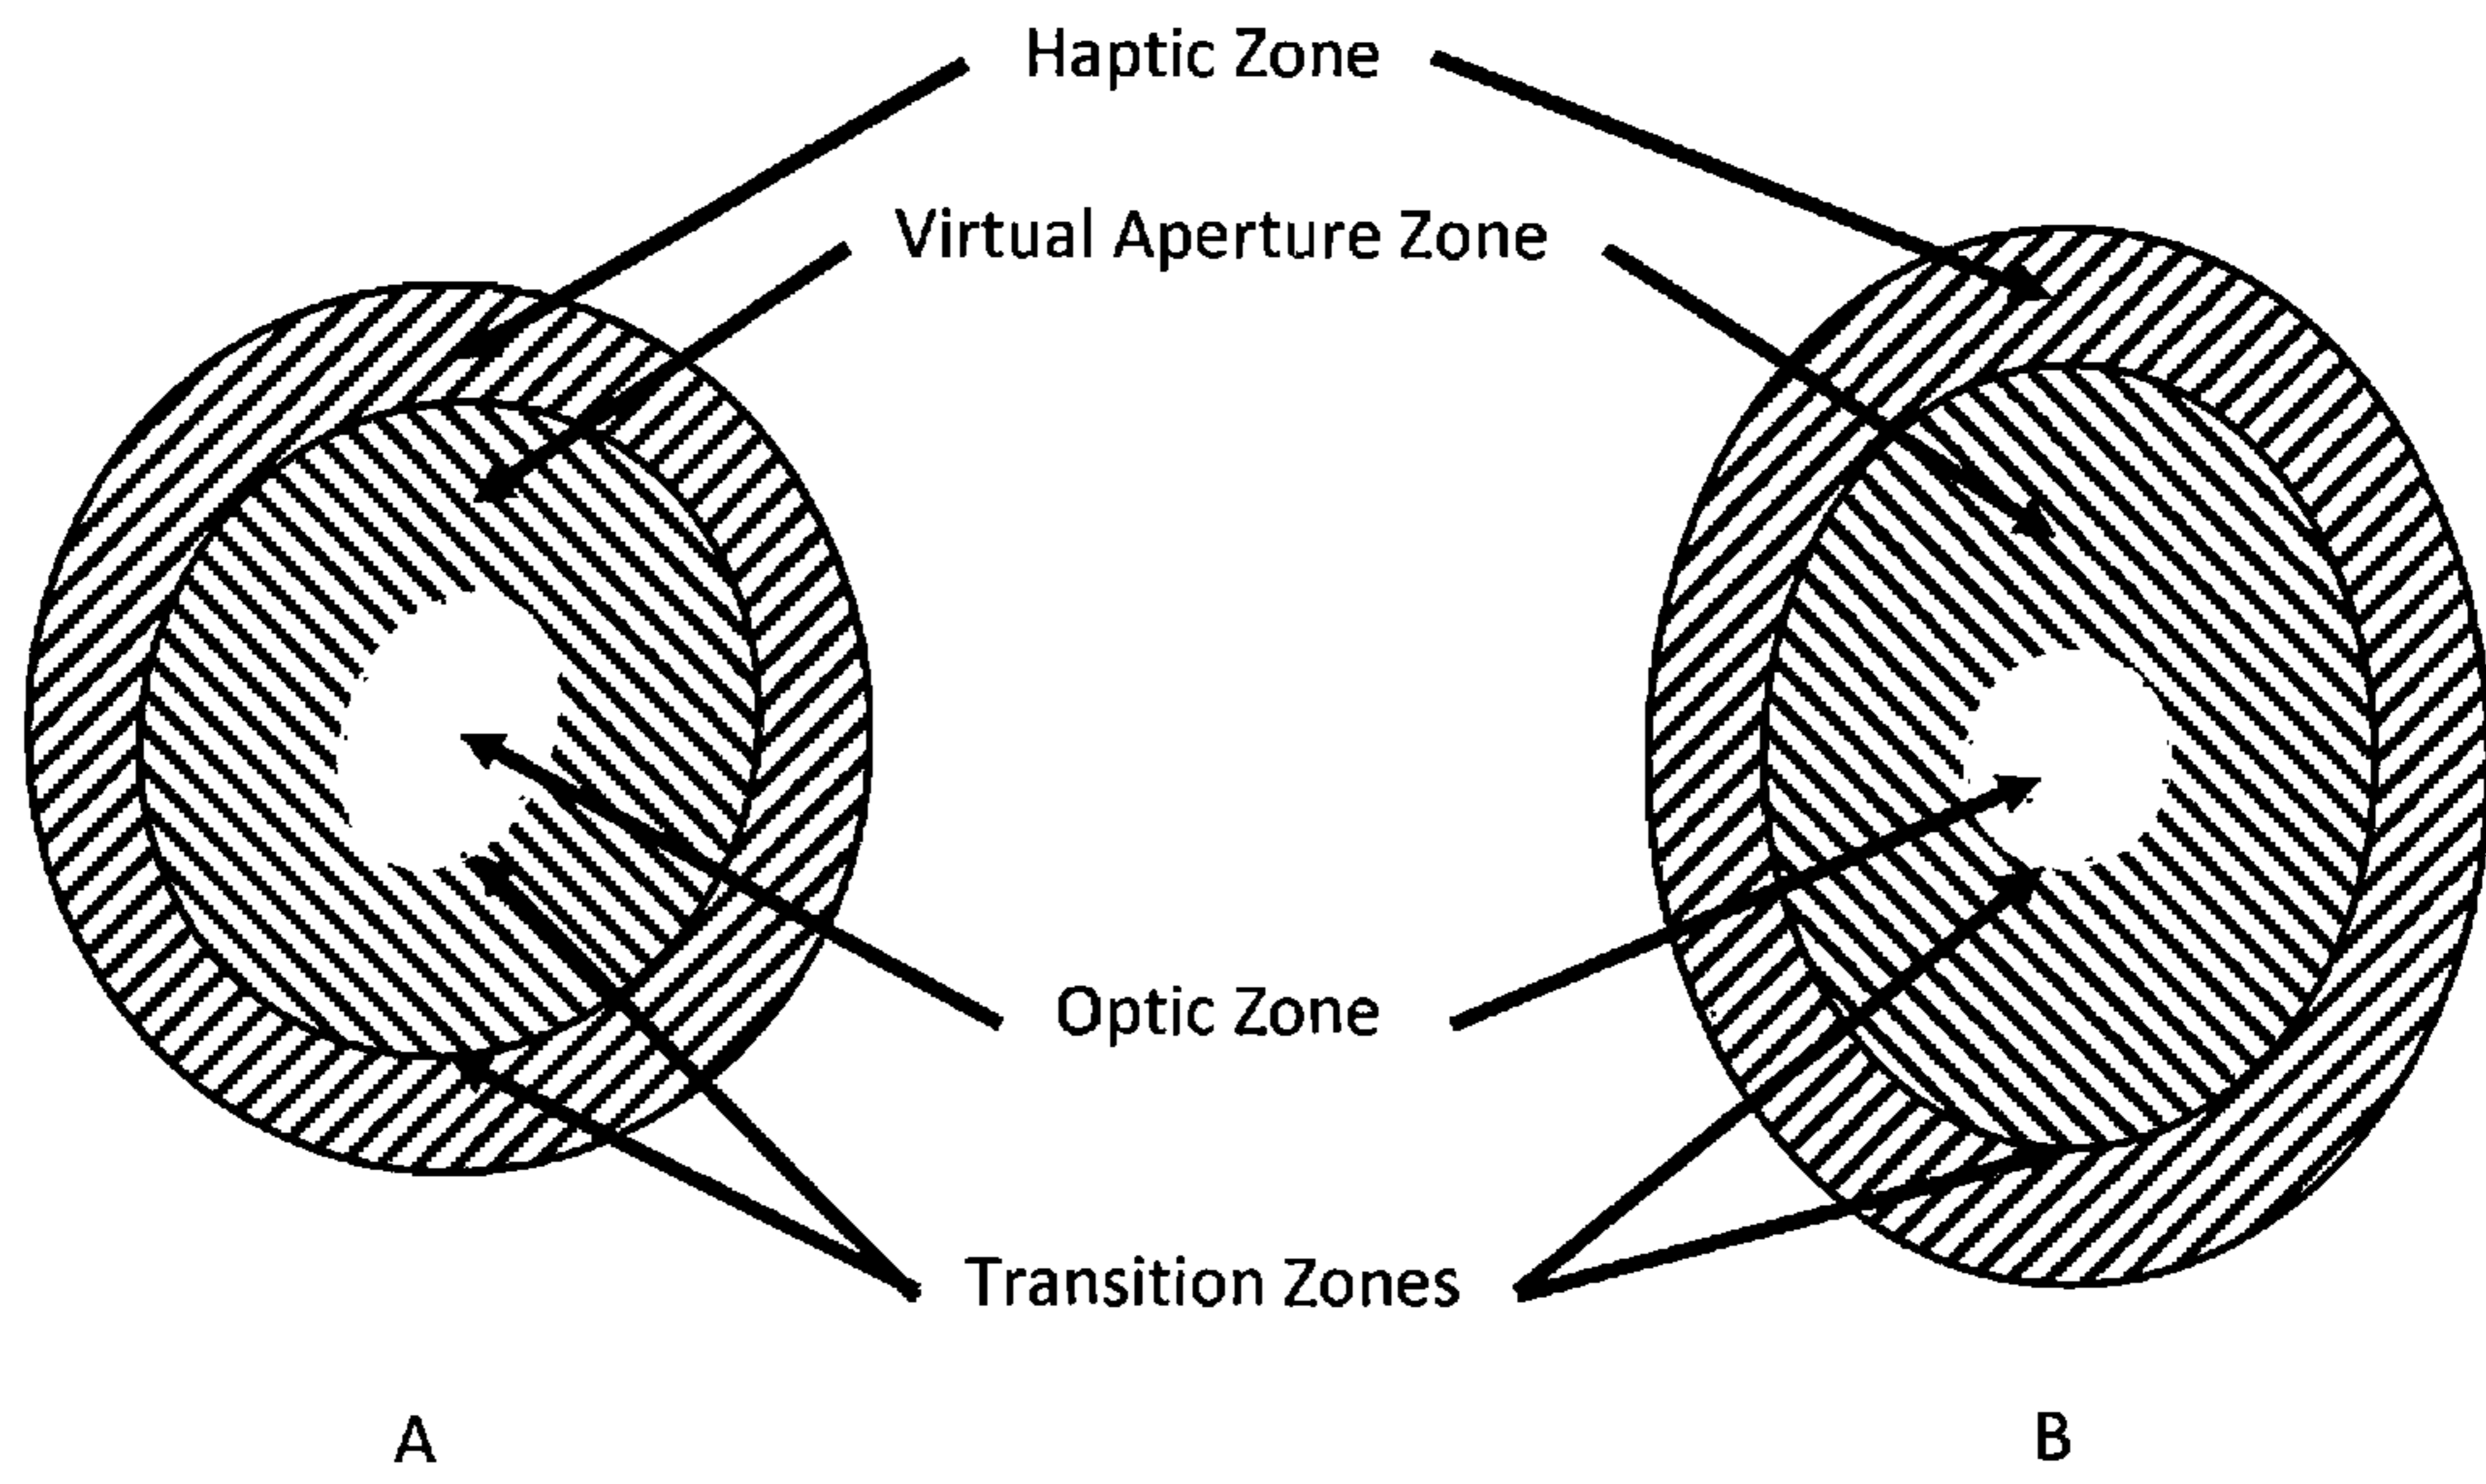 Haptic Zone
Virtual Aperture Zone
Optic Zone
Transition Zones
A
B